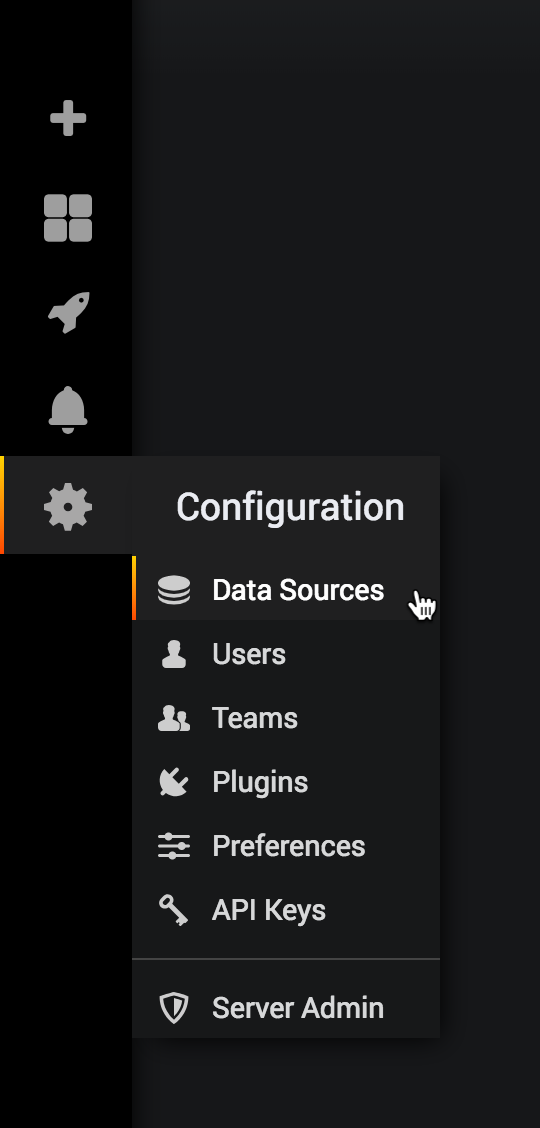 Configuration
Data Sources
Users
Teams
Plugins
Preferences
API Keys
Server Admin